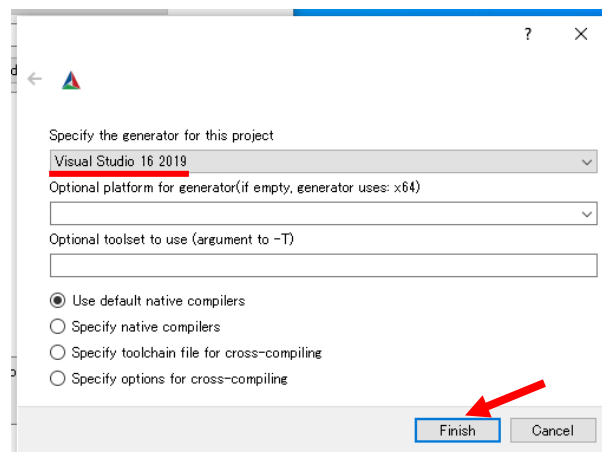 ?
Specify the generator for this project
Visual Studio 16 2019
Optional platform for generator(if empty, generator uses: x64)
Optional toolset to use (argument to -T)
Use default native compilers
Specify native compilers
Specify toolchain file for cross-compiling
Specify options for cross-compiling
Finish Cancel